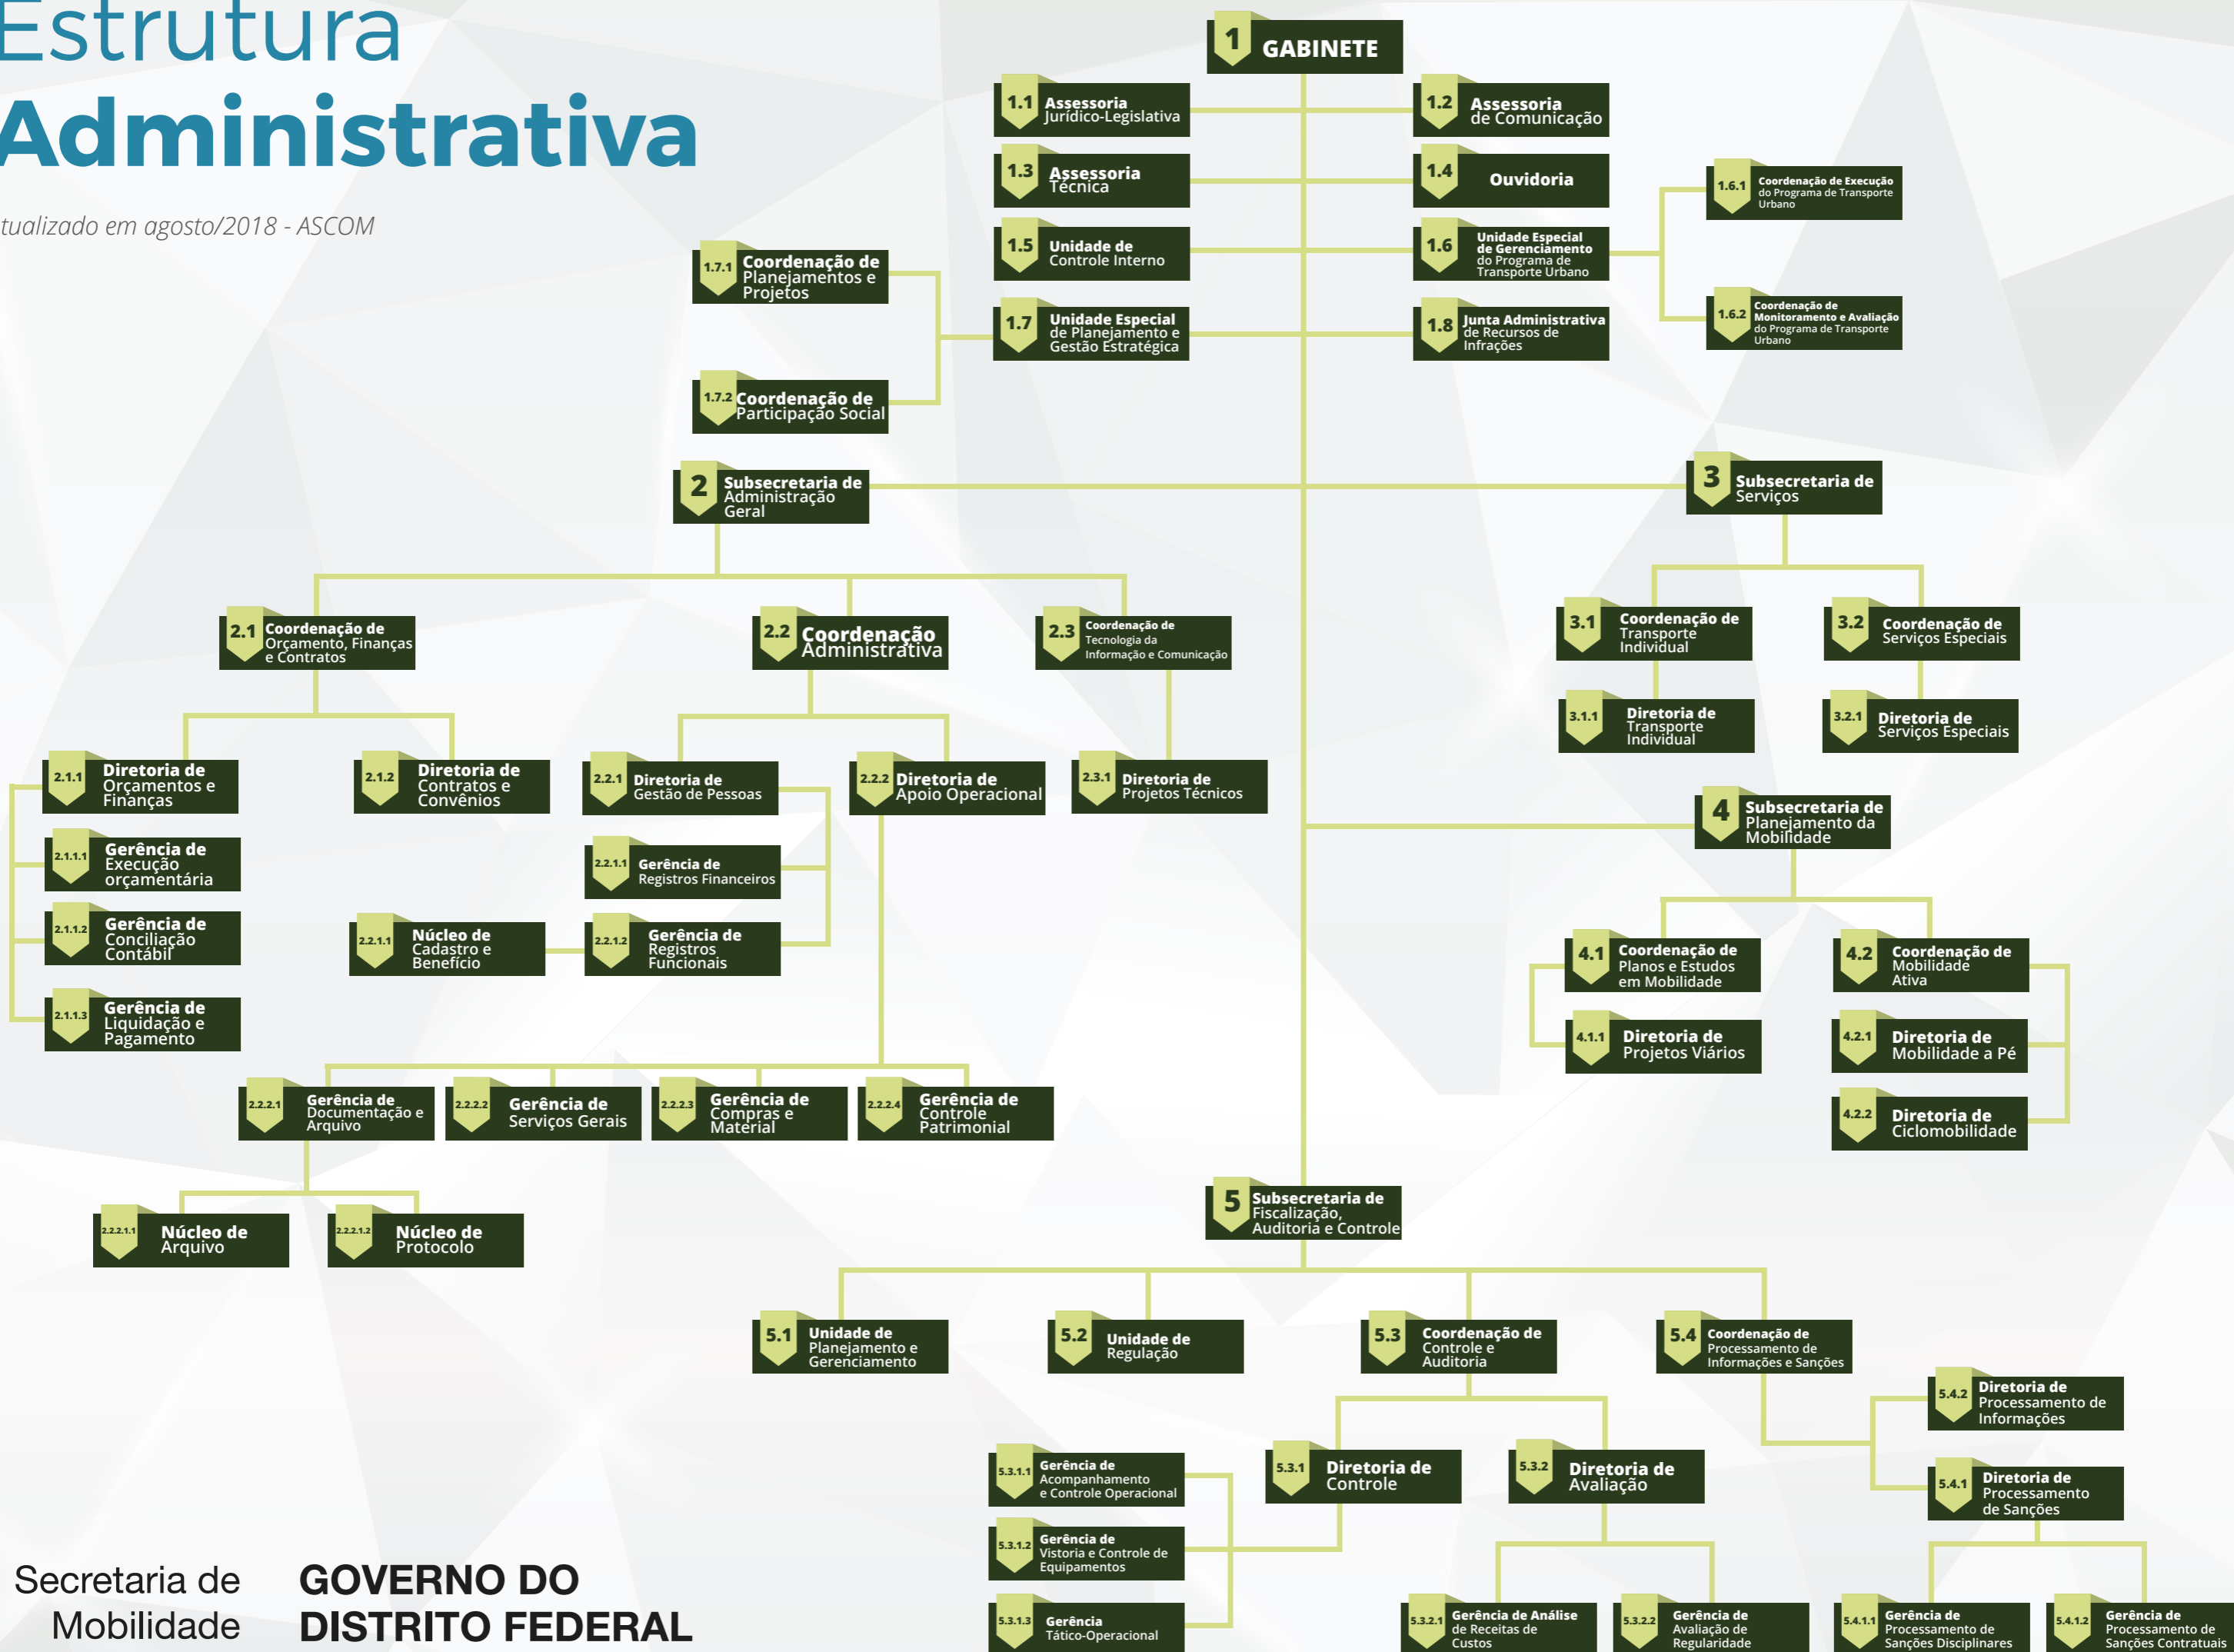 Estrutura
Administrativa
tualizado em agosto/2018 - ASCOM
1
GABINETE
1.1
Assessoria
Jurídico-Legislativa
1.2
Assessoria
de Comunicação
1.3
Assessoria
Técnica
1.4
Ouvidoria
1.5
Unidade de
Controle Interno
1.6
Unidade Especial
de Gerenciamento
do Programa de
Transporte Urbano
1.6.1
Coordenação de Execução
do Programa de Transporte
Urbano
1.6.2
Coordenação de
Monitoramento e Avaliação
do Programa de Transporte
Urbano
1.7
Unidade Especial
de Planejamento e
Gestão Estratégica
1.8
Junta Administrativa
de Recursos de
Infrações
1.7.1
Coordenação de
Planejamentos e
Projetos
1.7.2
Coordenação de
Participação Social
2
Subsecretaria de
Administração
Geral
3
Subsecretaria de
Serviços
2.1
Coordenação de
Orçamento, Finanças
e Contratos
2.2
Coordenação
Administrativa
2.3
Coordenação de
Tecnologia da
Informação e Comunicação
3.1
Coordenação de
Transporte
Individual
3.2
Coordenação de
Serviços Especiais
3.1.1
Diretoria de
Transporte
Individual
3.2.1
Diretoria de
Serviços Especiais
2.1.1
Diretoria de
Orçamentos e
Finanças
2.1.2
Diretoria de
Contratos e
Convênios
2.2.1
Diretoria de
Gestão de Pessoas
2.2.2
Diretoria de
Apoio Operacional
2.3.1
Diretoria de
Projetos Técnicos
4
Subsecretaria de
Planejamento da
Mobilidade
2.1.1.1
Gerência de
Execução
orçamentária
2.2.1.1
Gerência de
Registros Financeiros
2.1.1.2
Gerência de
Conciliação
Contábil
2.2.1.1
Núcleo de
Cadastro e
Benefício
2.2.1.2
Gerência de
Registros
Funcionais
4.1
Coordenação de
Planos e Estudos
em Mobilidade
4.2
Coordenação de
Mobilidade
Ativa
2.1.1.3
Gerência de
Liquidação e
Pagamento
4.1.1
Diretoria de
Projetos Viários
4.2.1
Diretoria de
Mobilidade a Pé
2.2.2.1
Gerência de
Documentação e
Arquivo
2.2.2.2
Gerência de
Serviços Gerais
2.2.2.3
Gerência de
Compras e
Material
2.2.2.4
Gerência de
Controle
Patrimonial
4.2.2
Diretoria de
Ciclomobilidade
2.2.2.1.1
Núcleo de
Arquivo
2.2.2.1.2
Núcleo de
Protocolo
5
Subsecretaria de
Fiscalização,
Auditoria e Controle
5.1
Unidade de
Planejamento e
Gerenciamento
5.2
Unidade de
Regulação
5.3
Coordenação de
Controle e
Auditoria
5.4
Coordenação de
Processamento de
Informações e Sanções
5.4.2
Diretoria de
Processamento de
Informações
5.3.1.1
Gerência de
Acompanhamento
e Controle Operacional
5.3.1
Diretoria de
Controle
5.3.2
Diretoria de
Avaliação
5.4.1
Diretoria de
Processamento
de Sanções
5.3.1.2
Gerência de
Vistoria e Controle de
Equipamentos
5.3.1.3
Gerência
Tático-Operacional
5.3.2.1
Gerência de Análise
de Receitas de
Custos
5.3.2.2
Gerência de
Avaliação de
Regularidade
5.4.1.1
Gerência de
Processamento de
Sanções Disciplinares
5.4.1.2
Gerência de
Processamento de
Sanções Contratuais
Secretaria de
Mobilidade
GOVERNO DO
DISTRITO FEDERAL